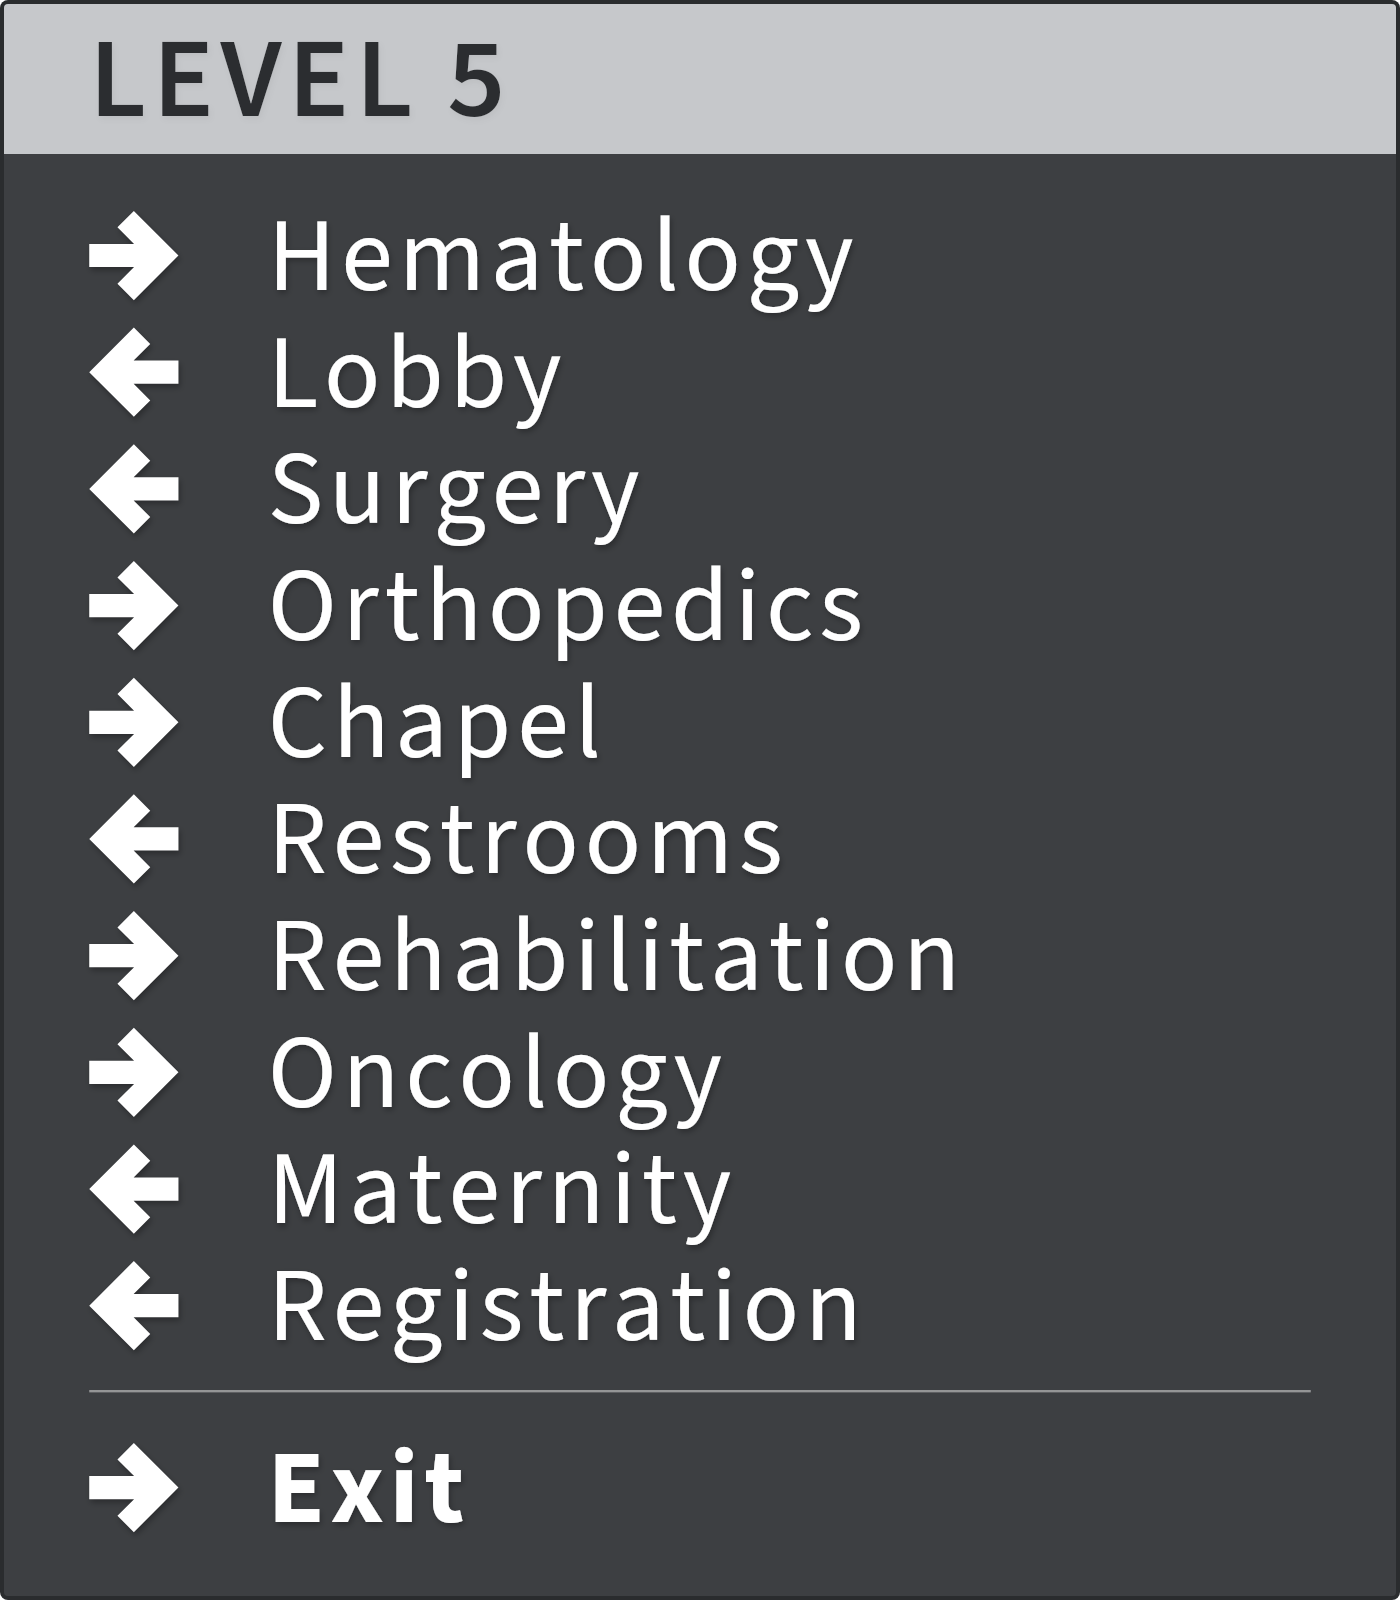 LEVEL 5
→ Hematology
← Lobby
← Surgery
→ Orthopedics
→ Chapel
← Restrooms
→ Rehabilitation
→ Oncology
← Maternity
← Registration
→ Exit